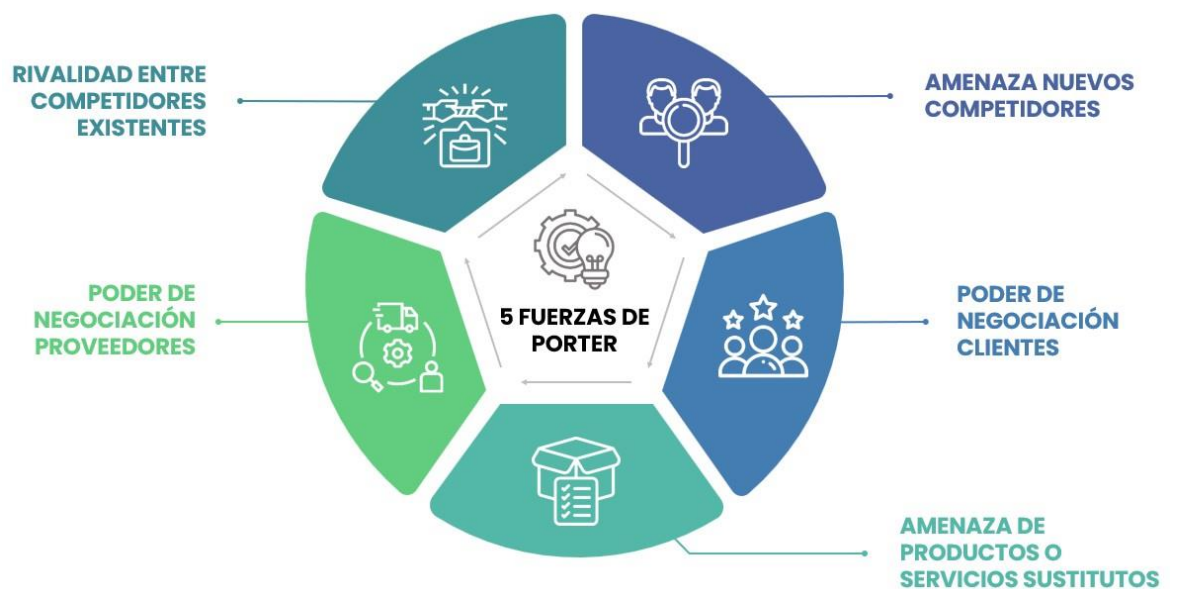 RIVALIDAD ENTRE
COMPETIDORES
EXISTENTES
AMENAZA NUEVOS
COMPETIDORES
PODER DE
NEGOCIACIÓN
PROVEEDORES
5 FUERZAS DE
PORTER
PODER DE
NEGOCIACIÓN
CLIENTES
AMENAZA DE
PRODUCTOS O
SERVICIOS SUSTITUTOS